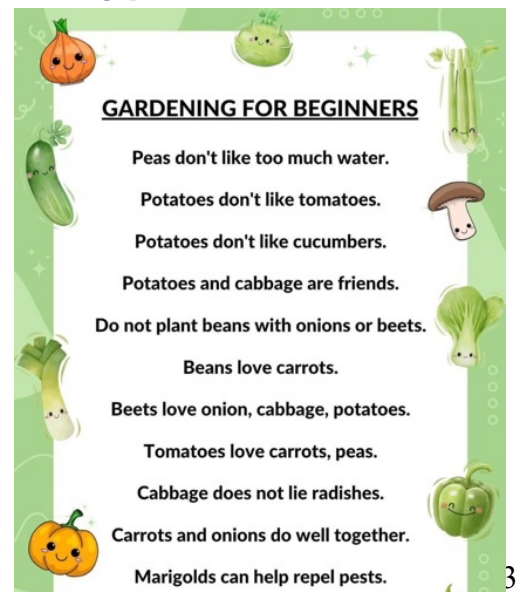 GARDENING FOR BEGINNERS
Peas don't like too much water.
Potatoes don't like tomatoes.
Potatoes don't like cucumbers.
Potatoes and cabbage are friends.
Do not plant beans with onions or beets.
Beans love carrots.
Beets love onion, cabbage, potatoes.
Tomatoes love carrots, peas.
Cabbage does not lie radishes.
Carrots and onions do well together.
Marigolds can help repel pests.
3